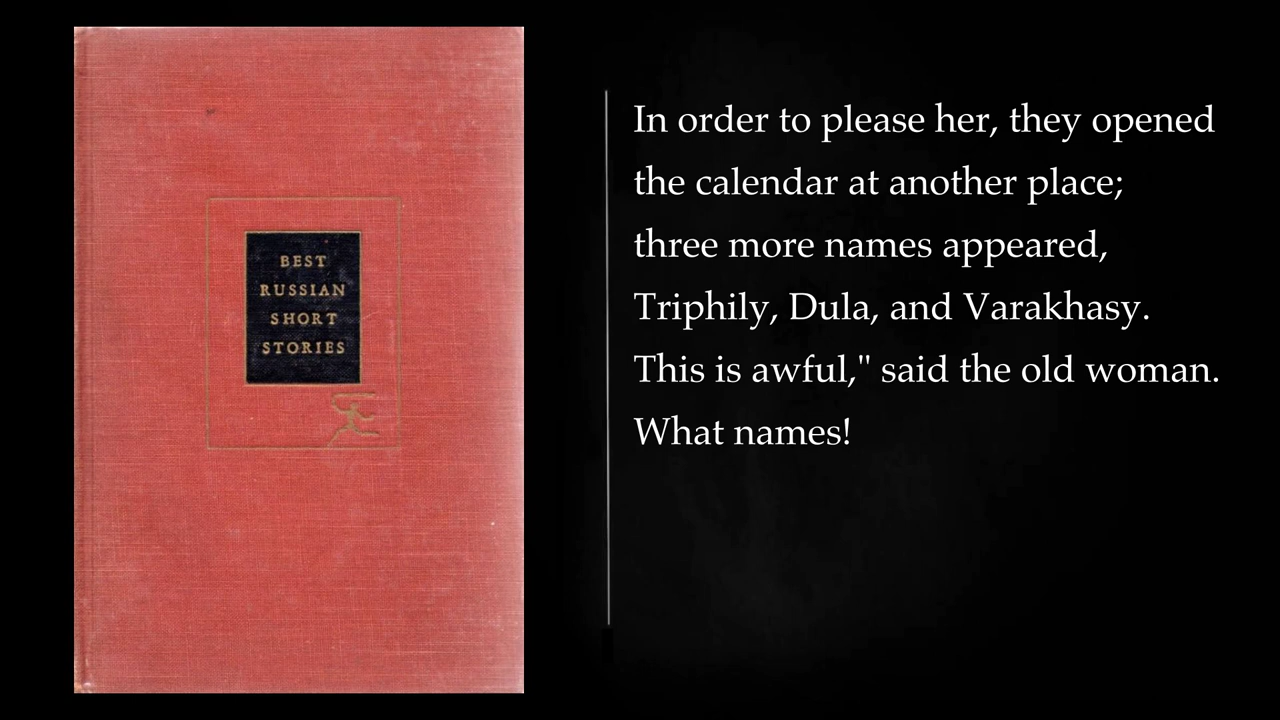 BEST
RUSSIAN
SHORT
STORIES
In order to please her, they opened
the calendar at another place;
three more names appeared,
Triphily, Dula, and Varakhasy.
This is awful," said the old woman.
What names!